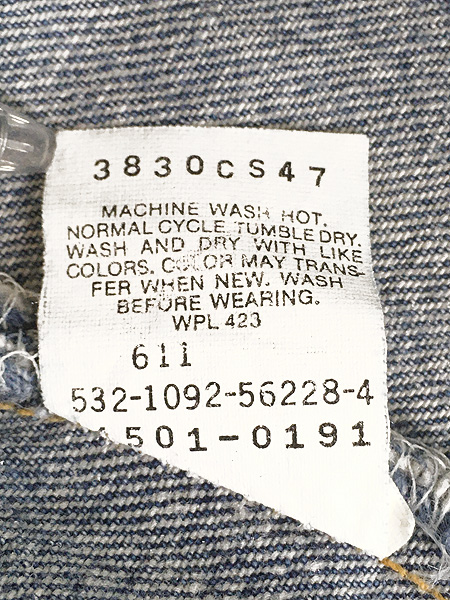 3830CS47
MACHINE WASH HOT.
NORMAL CYCLE. TUMBLE DRY.
WASH AND DRY WITH LIKE
COLORS. COLOR MAY TRANS-
FER WHEN NEW. WASH
BEFORE WEARING.
WPL 423
611
532-1092-56228-4
501-0191